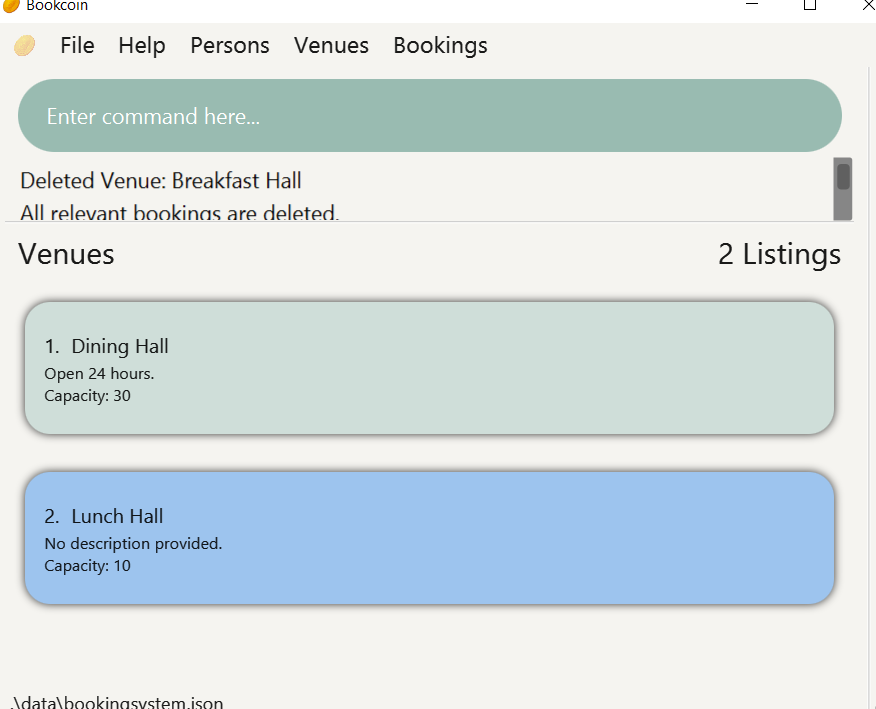 Bookcoin
File Help Persons Venues Bookings
Enter command here...
Deleted Venue: Breakfast Hall
All relevant bookings are deleted.
Venues
2 Listings
1. Dining Hall
Open 24 hours.
Capacity: 30
2. Lunch Hall
No description provided.
Capacity: 10
.\data\bookingsystem.json